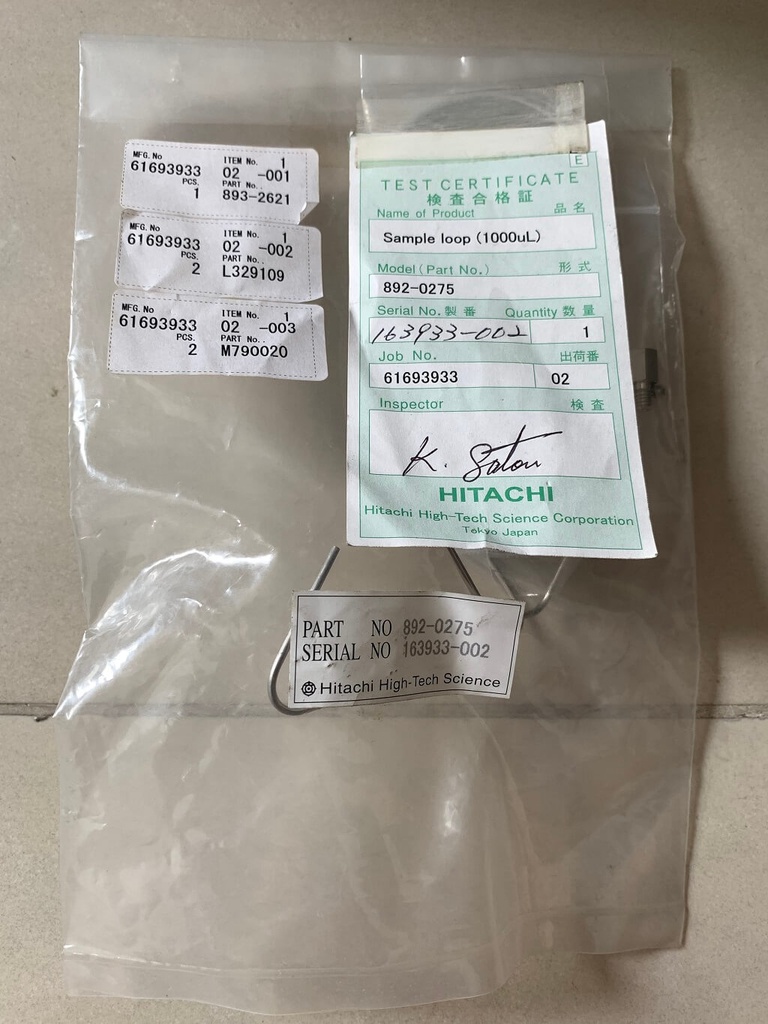 MFG. No ITEM No. 1
61693933 02 -001
PCS. PART No..
1 893-2621
MFG. No ITEM No. 1
61693933 02 -002
PCS. PART No..
2 L329109
MFG. No ITEM No. 1
61693933 02 -003
PCS. PART No..
2 M790020
E
TEST CERTIFICATE
検査合格証
Name of Product 品名
Sample loop (1000uL)
Model (Part No.) 形式
892-0275
Serial No. 製番 Quantity 数量
163933-002 1
Job No. 出荷番
61693933 02
Inspector 検査
K. Satou
HITACHI
Hitachi High-Tech Science Corporation
Tokyo Japan
PART NO 892-0275
SERIAL NO 163933-002
Hitachi High-Tech Science